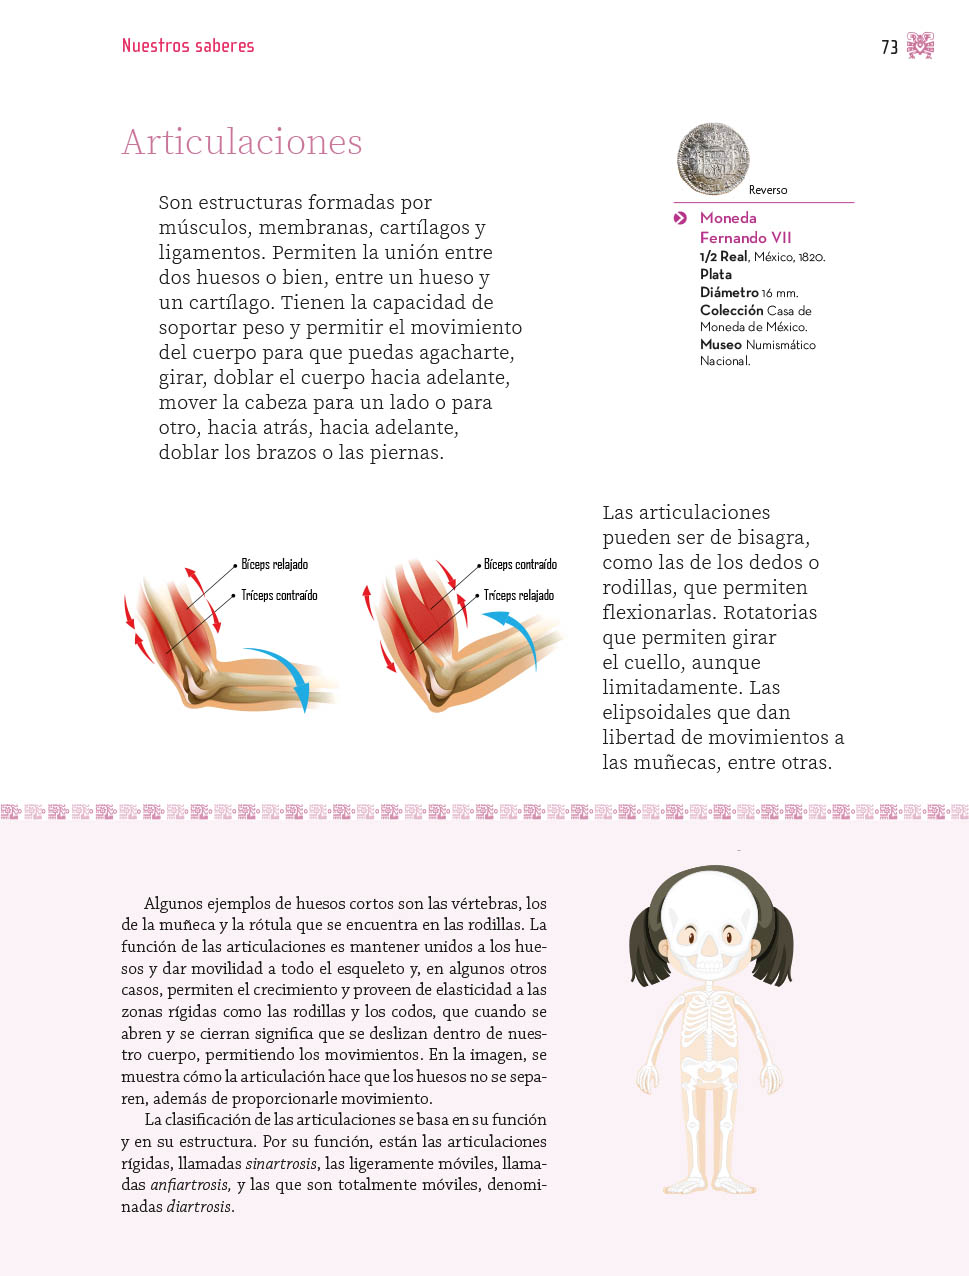 Nuestros saberes
73
Articulaciones
Son estructuras formadas por
músculos, membranas, cartílagos y
ligamentos. Permiten la unión entre
dos huesos o bien, entre un hueso y
un cartílago. Tienen la capacidad de
soportar peso y permitir el movimiento
del cuerpo para que puedas agacharte,
girar, doblar el cuerpo hacia adelante,
mover la cabeza para un lado o para
otro, hacia atrás, hacia adelante,
doblar los brazos o las piernas.
Reverso
Moneda
Fernando VII
1/2 Real, México, 1820.
Plata
Diámetro 16 mm.
Colección Casa de
Moneda de México.
Museo Numismático
Nacional.
Bíceps relajado
Tríceps contraído
Bíceps contraído
Tríceps relajado
Las articulaciones
pueden ser de bisagra,
como las de los dedos o
rodillas, que permiten
flexionarlas. Rotatorias
que permiten girar
el cuello, aunque
limitadamente. Las
elipsoidales que dan
libertad de movimientos a
las muñecas, entre otras.
Algunos ejemplos de huesos cortos son las vértebras, los
de la muñeca y la rótula que se encuentra en las rodillas. La
función de las articulaciones es mantener unidos a los hue-
sos y dar movilidad a todo el esqueleto y, en algunos otros
casos, permiten el crecimiento y proveen de elasticidad a las
zonas rígidas como las rodillas y los codos, que cuando se
abren y se cierran significa que se deslizan dentro de nues-
tro cuerpo, permitiendo los movimientos. En la imagen, se
muestra cómo la articulación hace que los huesos no se sepa-
ren, además de proporcionarle movimiento.
La clasificación de las articulaciones se basa en su función
y en su estructura. Por su función, están las articulaciones
rígidas, llamadas sinartrosis, las ligeramente móviles, llama-
das anfiartrosis, y las que son totalmente móviles, denomi-
nadas diartrosis.